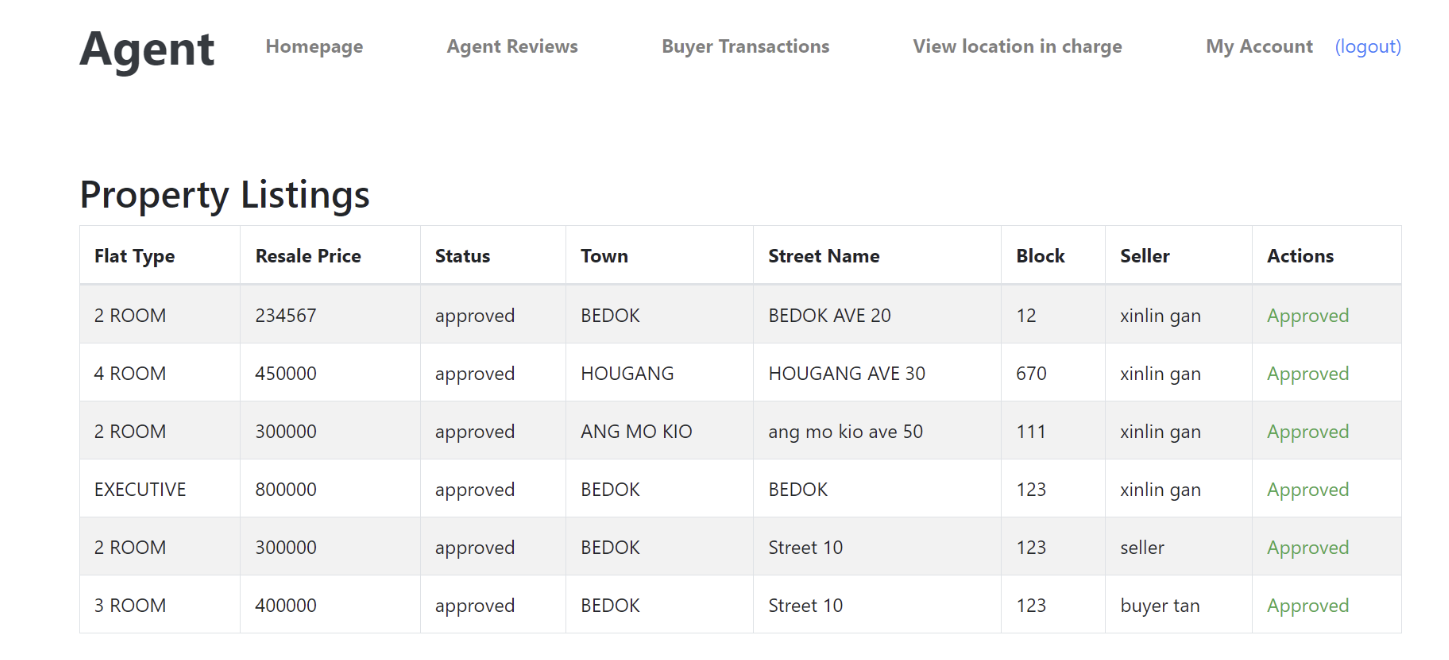 Agent Homepage Agent Reviews Buyer Transactions View location in charge My Account (logout)
Property Listings
Flat Type Resale Price Status Town Street Name Block Seller Actions
2 ROOM 234567 approved BEDOK BEDOK AVE 20 12 xinlin gan Approved
4 ROOM 450000 approved HOUGANG HOUGANG AVE 30 670 xinlin gan Approved
2 ROOM 300000 approved ANG MO KIO ang mo kio ave 50 111 xinlin gan Approved
EXECUTIVE 800000 approved BEDOK BEDOK 123 xinlin gan Approved
2 ROOM 300000 approved BEDOK Street 10 123 seller Approved
3 ROOM 400000 approved BEDOK Street 10 123 buyer tan Approved